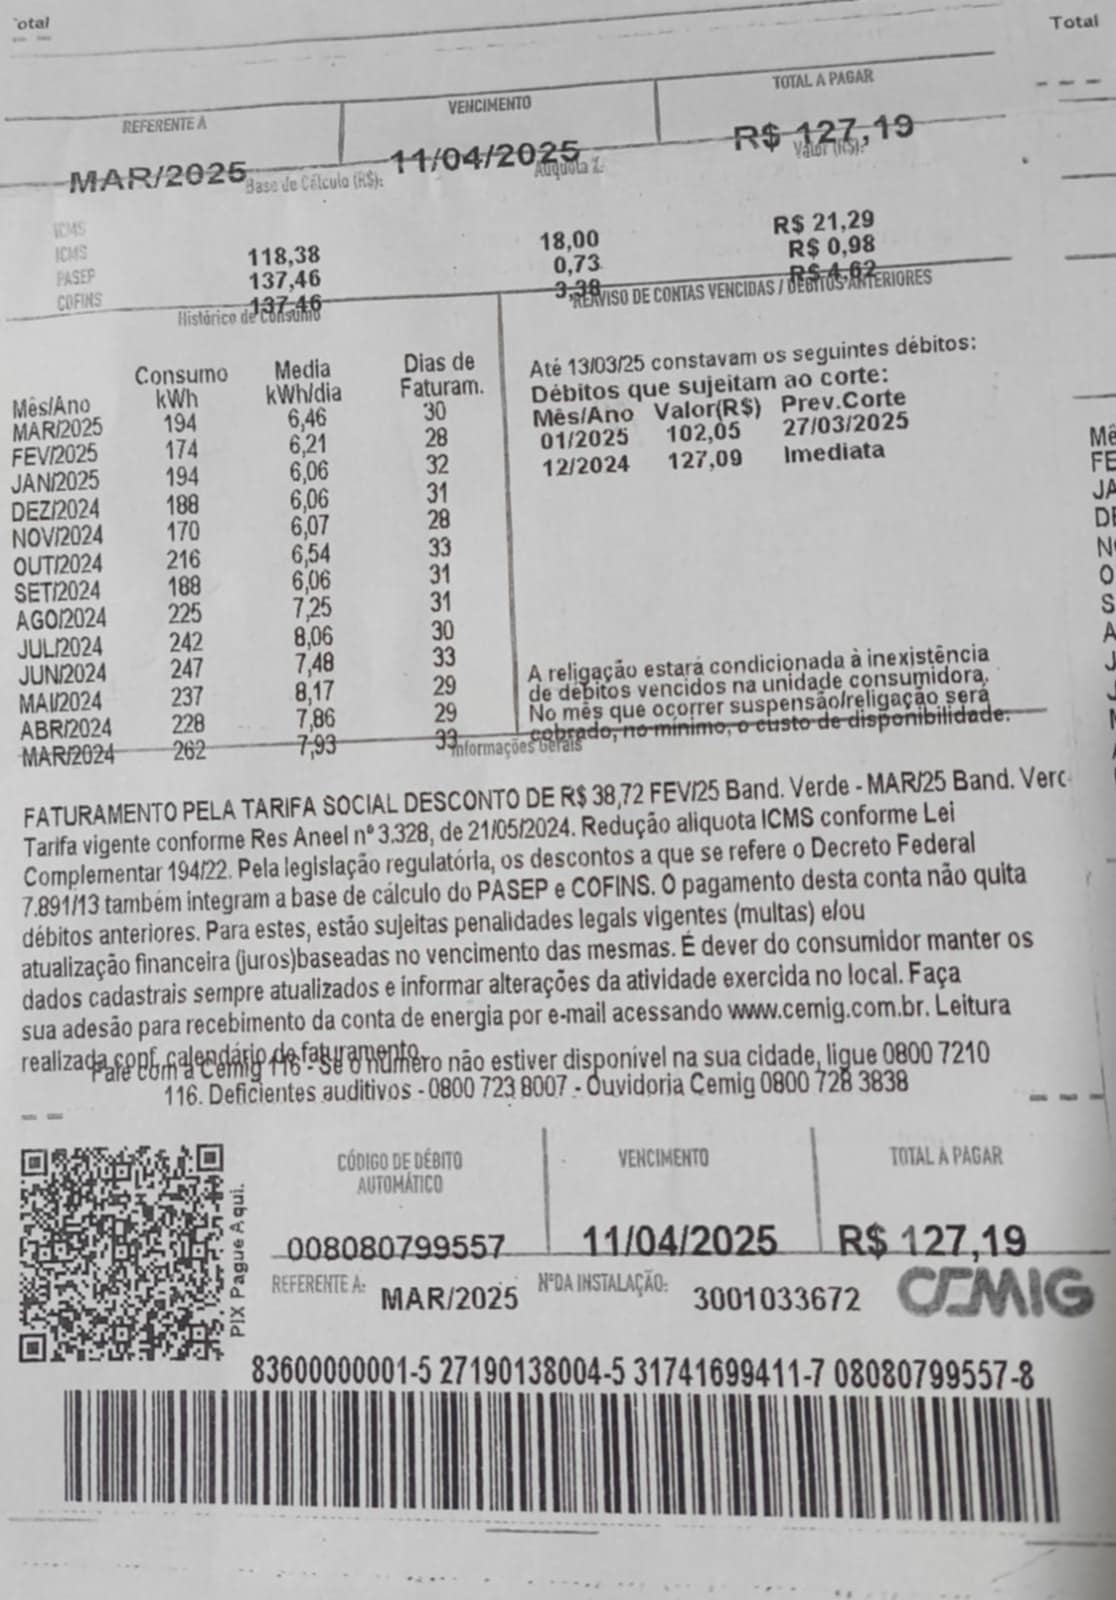 Total
REFERENTE A VENCIMENTO TOTAL A PAGAR
MAR/2025 11/04/2025 R$ 127,19
Base de Cálculo (R$): Alíquota %: Valor (R$):
ICMS
ICMS 118,38 18,00 R$ 21,29
PASEP 137,46 0,73 R$ 0,98
COFINS 137,46 3,38 R$ 4,62
Histórico de Consumo
Mês/Ano Consumo kWh Media kWh/dia Dias de Faturam.
MAR/2025 194 6,46 30
FEV/2025 174 6,21 28
JAN/2025 194 6,06 32
DEZ/2024 188 6,06 31
NOV/2024 170 6,07 28
OUT/2024 216 6,54 33
SET/2024 188 6,06 31
AGO/2024 225 7,25 31
JUL/2024 242 8,06 30
JUN/2024 247 7,48 33
MAI/2024 237 8,17 29
ABR/2024 228 7,86 29
MAR/2024 262 7,93 33
REAVISO DE CONTAS VENCIDAS / DÉBITOS ANTERIORES
Até 13/03/25 constavam os seguintes débitos:
Débitos que sujeitam ao corte:
Mês/Ano Valor(R$) Prev.Corte
01/2025 102,05 27/03/2025
12/2024 127,09 Imediata
A religação estará condicionada à inexistência
de débitos vencidos na unidade consumidora.
No mês que ocorrer suspensão/religação será
cobrado, no mínimo, o custo de disponibilidade.
Informações Gerais
FATURAMENTO PELA TARIFA SOCIAL DESCONTO DE R$ 38,72 FEV/25 Band. Verde - MAR/25 Band.
Tarifa vigente conforme Res Aneel nº 3.328, de 21/05/2024. Redução aliquota ICMS conforme Lei
Complementar 194/22. Pela legislação regulatória, os descontos a que se refere o Decreto Federal
7.891/13 também integram a base de cálculo do PASEP e COFINS. O pagamento desta conta não quita
débitos anteriores. Para estes, estão sujeitas penalidades legais vigentes (multas) e/ou
atualização financeira (juros)baseadas no vencimento das mesmas. É dever do consumidor manter os
dados cadastrais sempre atualizados e informar alterações da atividade exercida no local. Faça
sua adesão para recebimento da conta de energia por e-mail acessando www.cemig.com.br. Leitura
realizada conf. calendário de faturamento.
Fale com a Cemig 116 - Se o número não estiver disponível na sua cidade, ligue 0800 7210
116. Deficientes auditivos - 0800 723 8007 - Ouvidoria Cemig 0800 728 3838
PIX Pague Aqui.
CÓDIGO DE DÉBITO AUTOMÁTICO VENCIMENTO TOTAL A PAGAR
008080799557 11/04/2025 R$ 127,19
REFERENTE A: MAR/2025 NºDA INSTALAÇÃO: 3001033672 CEMIG
83600000001-5 27190138004-5 31741699411-7 08080799557-8